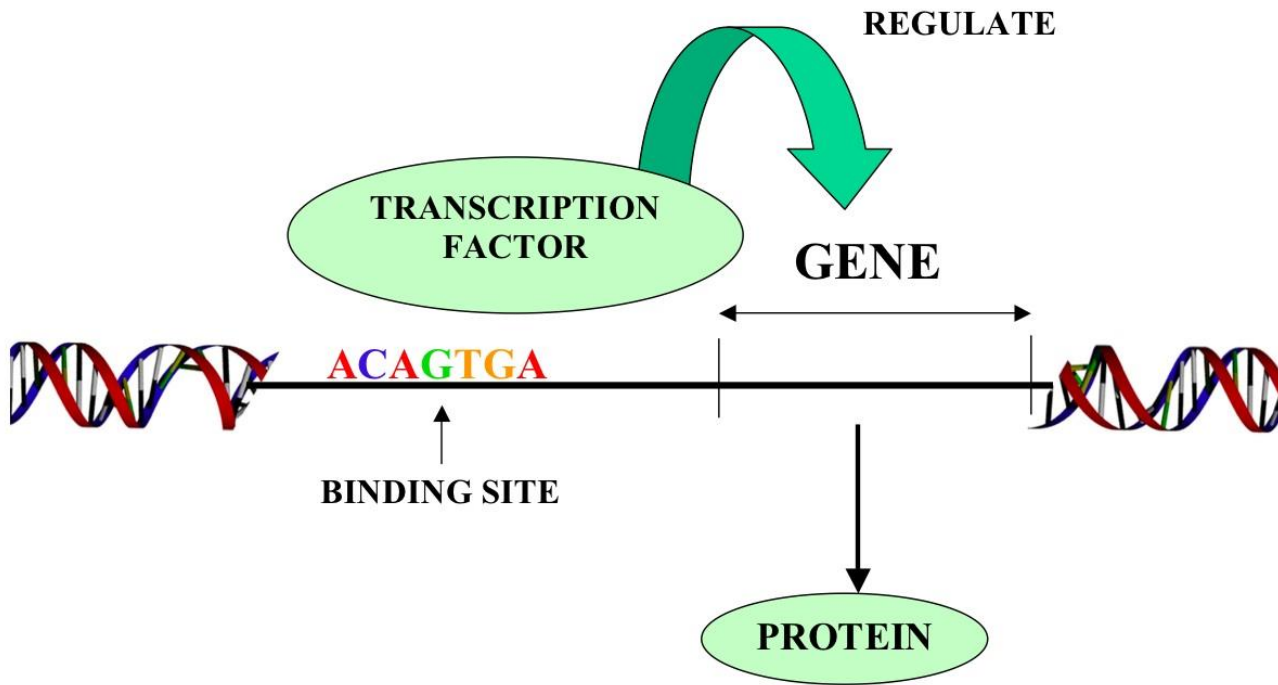 REGULATE
TRANSCRIPTION
FACTOR
GENE
ACAGTGA
BINDING SITE
PROTEIN